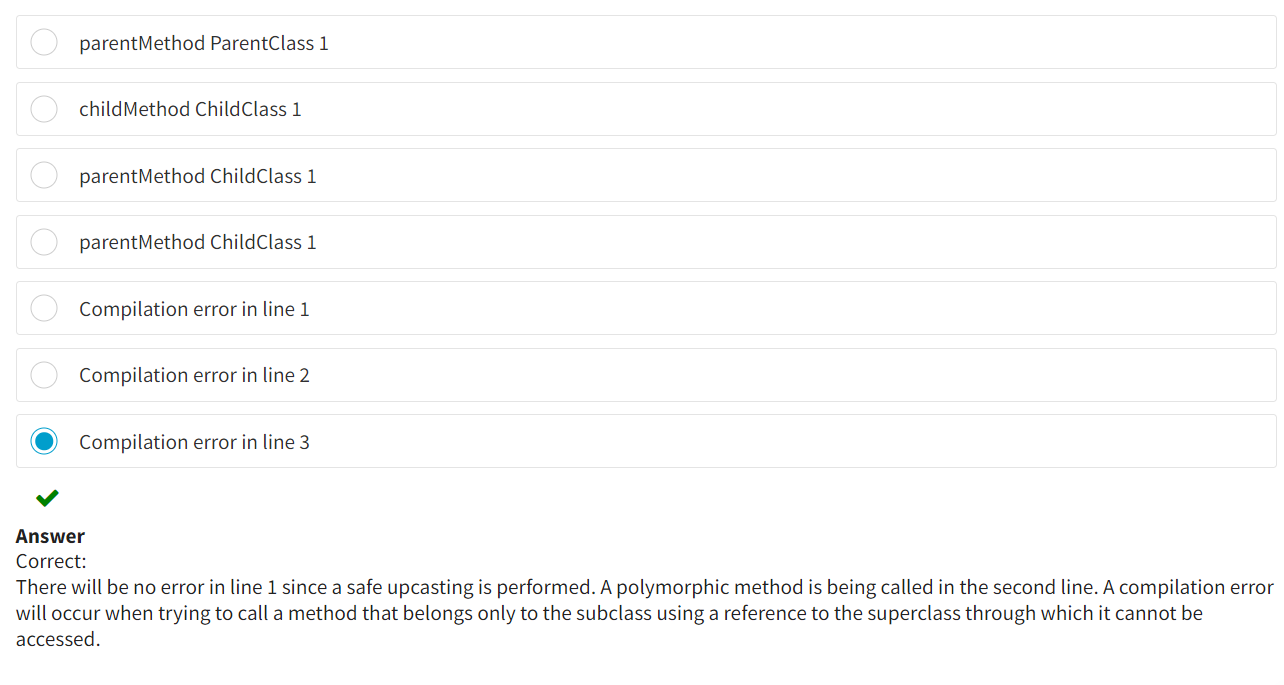 parentMethod ParentClass 1
childMethod ChildClass 1
parentMethod ChildClass 1
parentMethod ChildClass 1
Compilation error in line 1
Compilation error in line 2
Compilation error in line 3
Answer
Correct:
There will be no error in line 1 since a safe upcasting is performed. A polymorphic method is being called in the second line. A compilation error
will occur when trying to call a method that belongs only to the subclass using a reference to the superclass through which it cannot be
accessed.